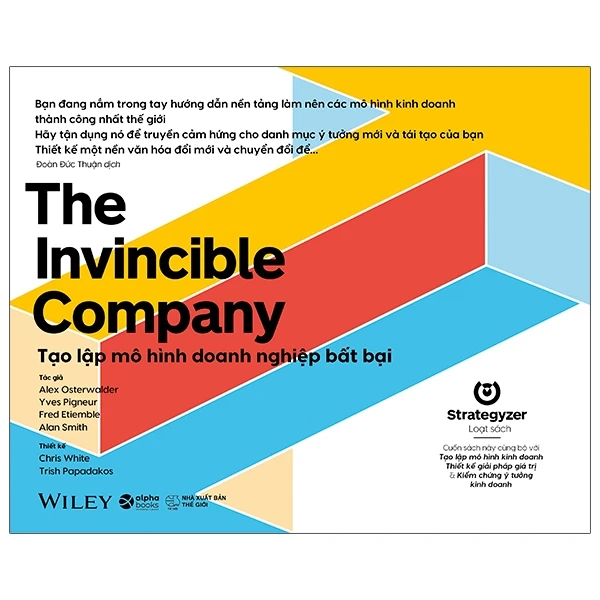 Bạn đang nắm trong tay hướng dẫn nền tảng làm nên các mô hình kinh doanh
thành công nhất thế giới
Hãy tận dụng nó để truyền cảm hứng cho danh mục ý tưởng mới và tái tạo của bạn
Thiết kế một nền văn hóa đổi mới và chuyển đổi để...
Đoàn Đức Thuận dịch
The
Invincible
Company
Tạo lập mô hình doanh nghiệp bất bại
Tác giả
Alex Osterwalder
Yves Pigneur
Fred Etiemble
Alan Smith
Thiết kế
Chris White
Trish Papadakos
WILEY
alpha
books
NHÀ XUẤT BẢN
THẾ GIỚI
Strategyzer
Loạt sách
Cuốn sách này cùng bộ với
Tạo lập mô hình kinh doanh
Thiết kế giải pháp giá trị
& Kiểm chứng ý tưởng
kinh doanh